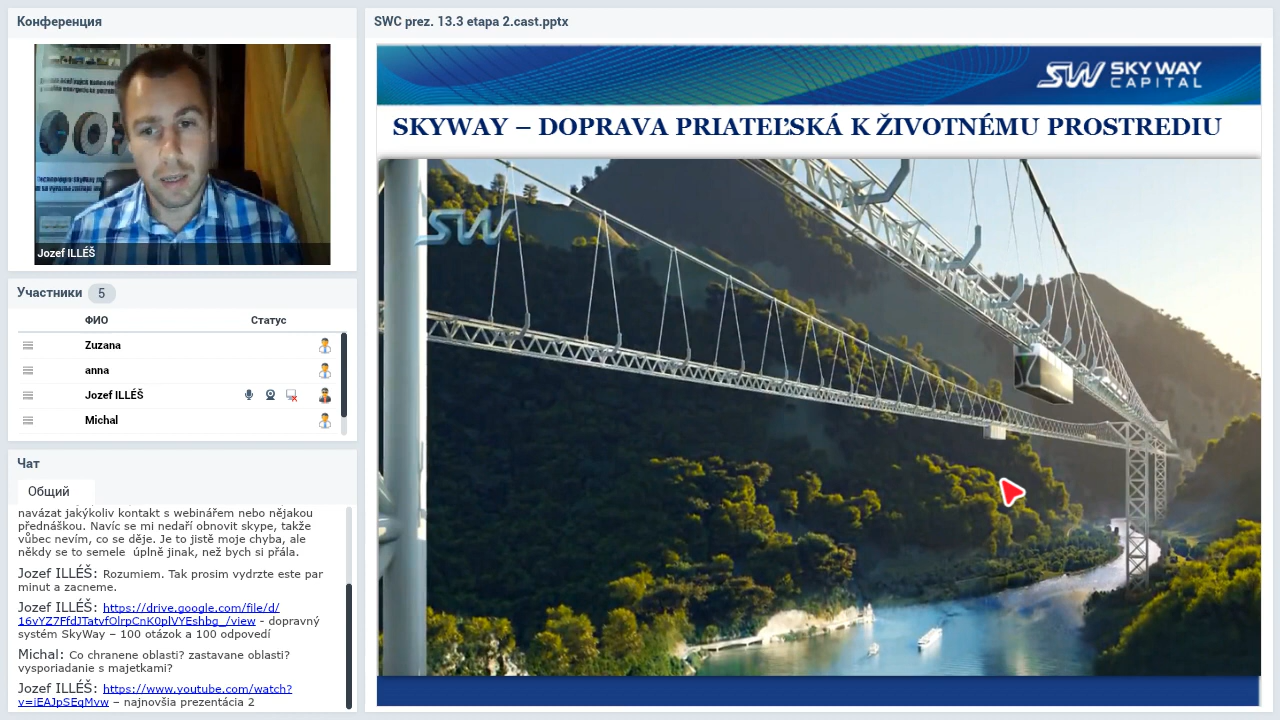 Конференция
Jozef ILLÉŠ
Участники 5
ФИО Статус
Zuzana
anna
Jozef ILLÉŠ
Michal
Чат
Общий
navázat jakýkoliv kontakt s webinářem nebo nějakou
přednáškou. Navíc se mi nedaří obnovit skype, takže
vůbec nevím, co se děje. Je to jistě moje chyba, ale
někdy se to semele úplně jinak, než bych si přála.
Jozef ILLÉŠ: Rozumiem. Tak prosim vydrzte este par
minut a zacneme.
Jozef ILLÉŠ: https://drive.google.com/file/d/
16vYZ7FfdJTatvfOlrpCnK0plVYEshbg_/view - dopravný
systém SkyWay – 100 otázok a 100 odpovedí
Michal: Co chranene oblasti? zastavane oblasti?
vysporiadanie s majetkami?
Jozef ILLÉŠ: https://www.youtube.com/watch?
v=iEAJpSEqMvw – najnovšia prezentácia 2
SWC prez. 13.3 etapa 2.cast.pptx
SW SKY WAY
CAPITAL
SKYWAY – DOPRAVA PRIATEĽSKÁ K ŽIVOTNÉMU PROSTREDIU
SW